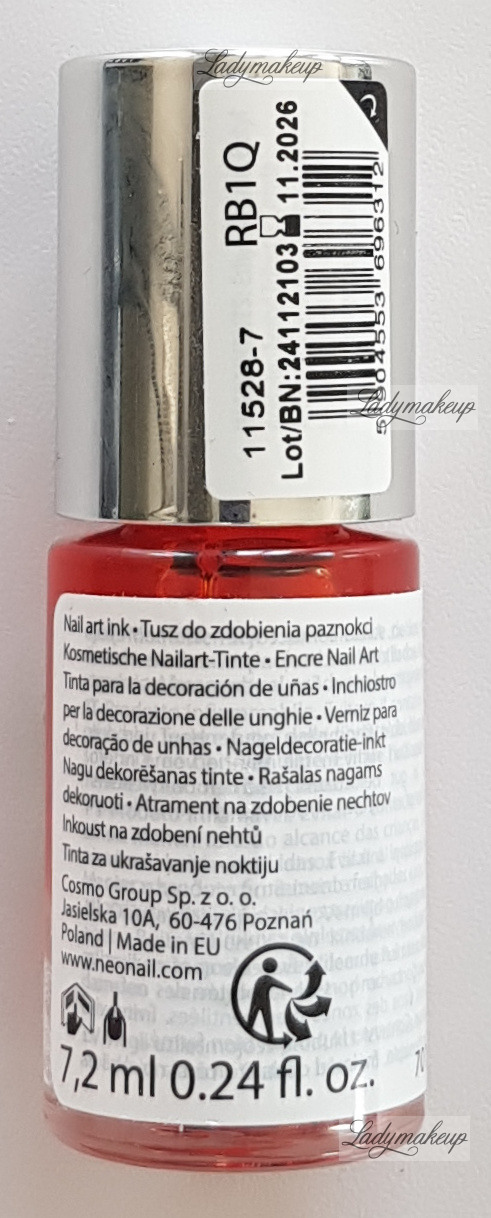 Ladymakeup
11528-7 RB1Q
Lot/BN:24112103 11.2026
5 904553 696312
Ladymakeup
Nail art ink • Tusz do zdobienia paznokci
Kosmetische Nailart-Tinte • Encre Nail Art
Tinta para la decoración de uñas • Inchiostro
per la decorazione delle unghie • Verniz para
decoração de unhas • Nageldecoratie-inkt
Nagu dekorēšanas tinte • Rašalas nagams
dekoruoti • Atrament na zdobenie nechtov
Inkoust na zdobení nehtů
Tinta za ukrašavanje noktiju
Cosmo Group Sp. z o. o.
Jasielska 10A, 60-476 Poznań
Poland | Made in EU
www.neonail.com
7,2 ml 0.24 fl. oz.
Ladymakeup